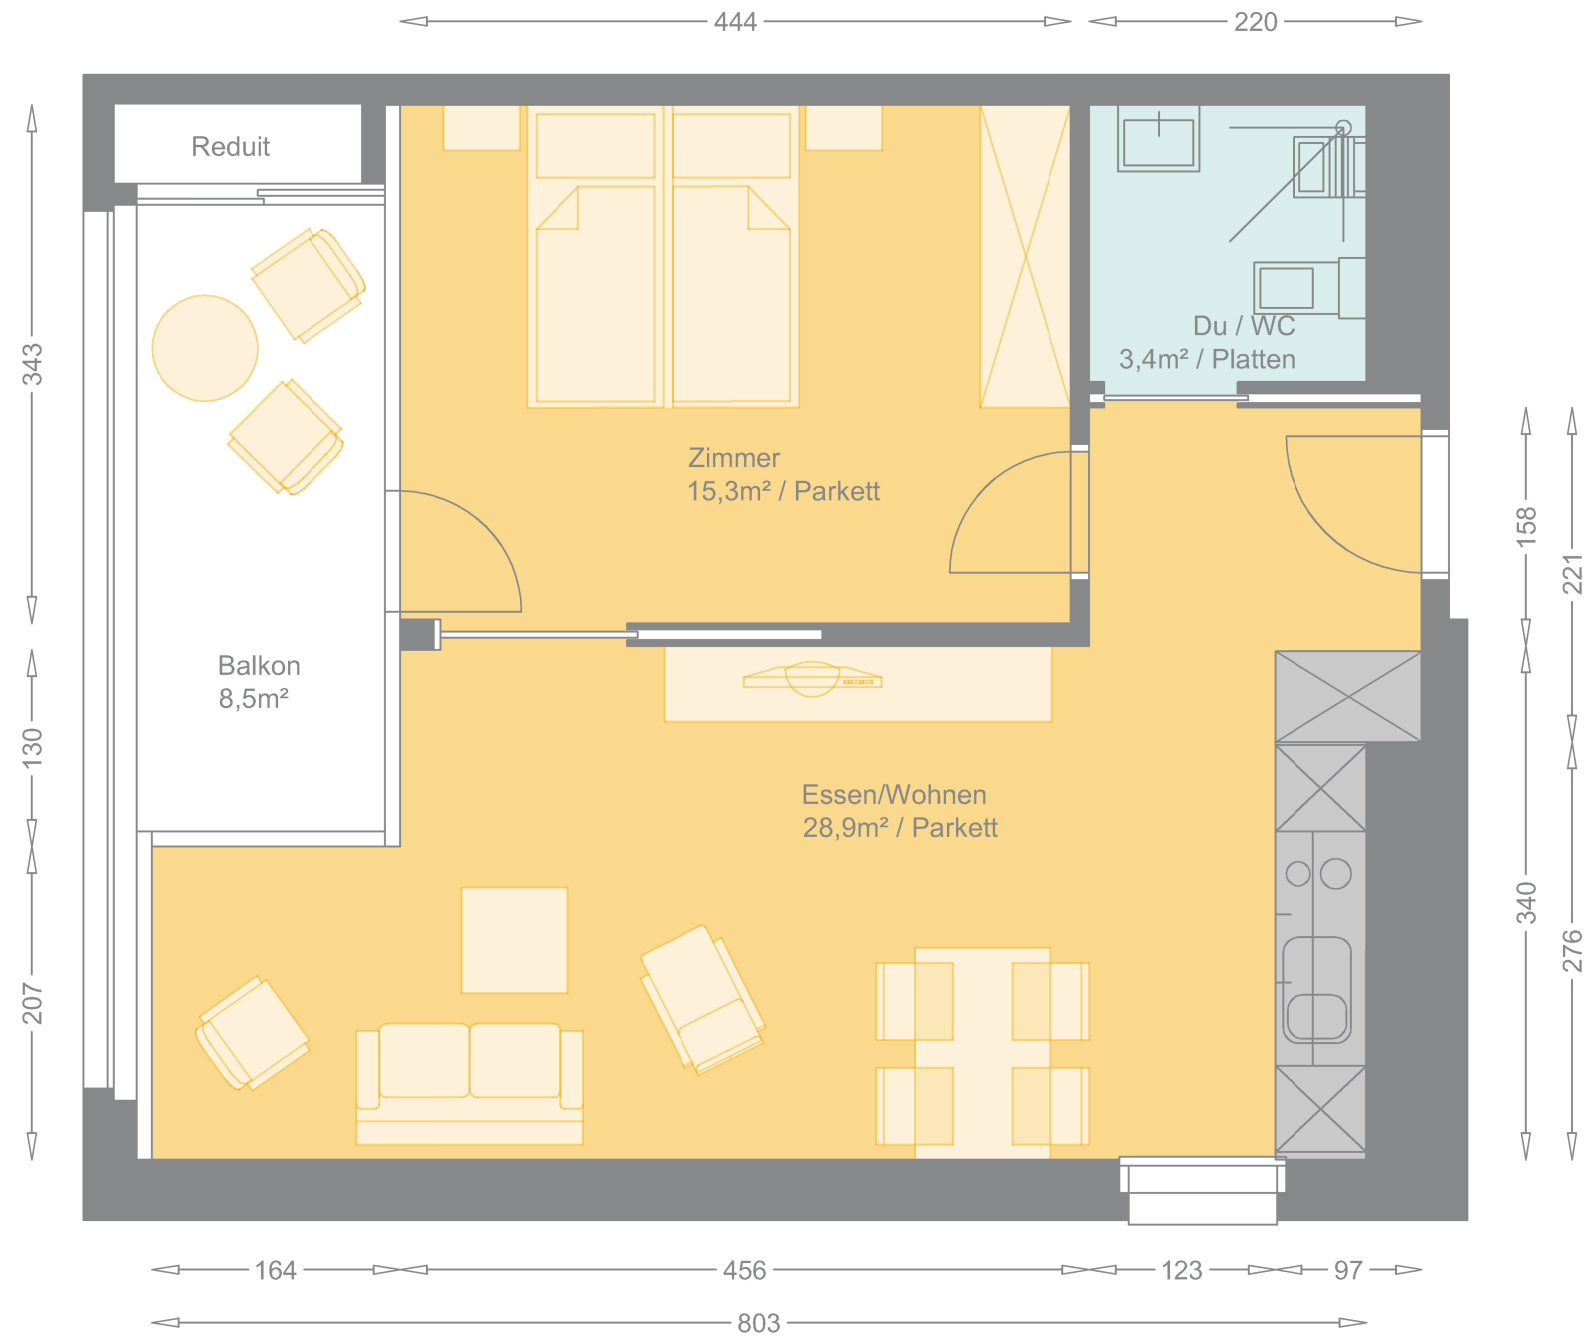 444
220
Reduit
343
Du / WC
3,4m² / Platten
Zimmer
15,3m² / Parkett
158
221
Balkon
8,5m²
130
Essen/Wohnen
28,9m² / Parkett
340
276
207
164
456
123
97
803